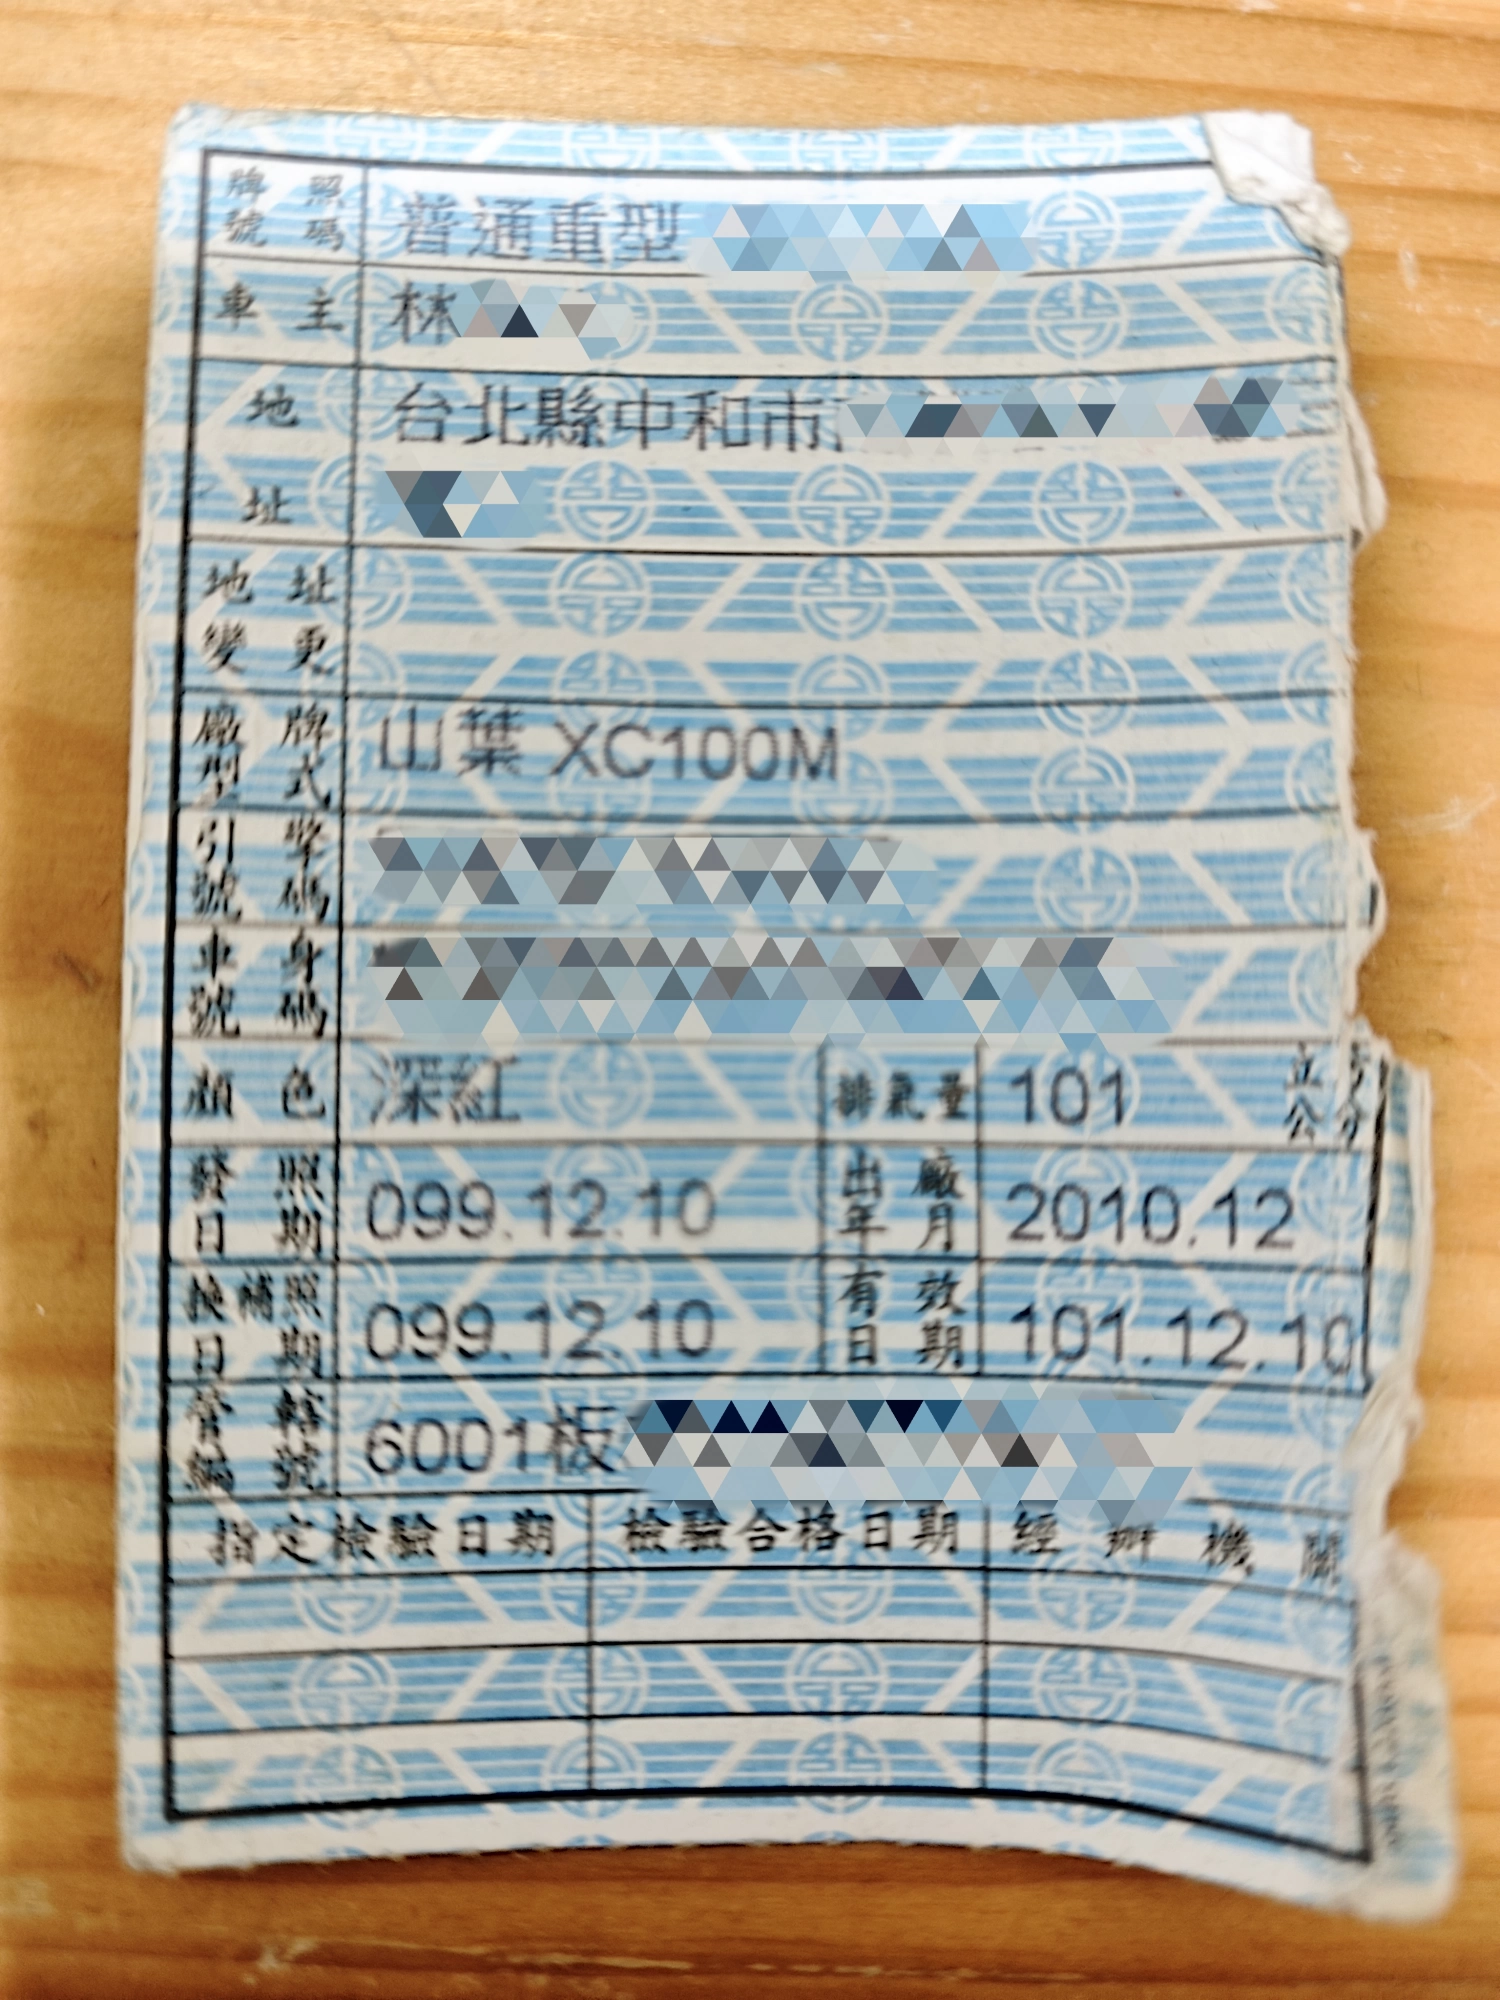 牌照號碼 普通重型
車主 林
地址 台北縣中和市
地址變更
廠牌型式 山葉 XC100M
引擎號碼
車身號碼
顏色 深紅 排氣量 101 立方公分
發照日期 099.12.10 出廠年月 2010.12
換補照日期 099.12.10 有效日期 101.12.10
管轄編號 6001板
指定檢驗日期 檢驗合格日期 經辦機關